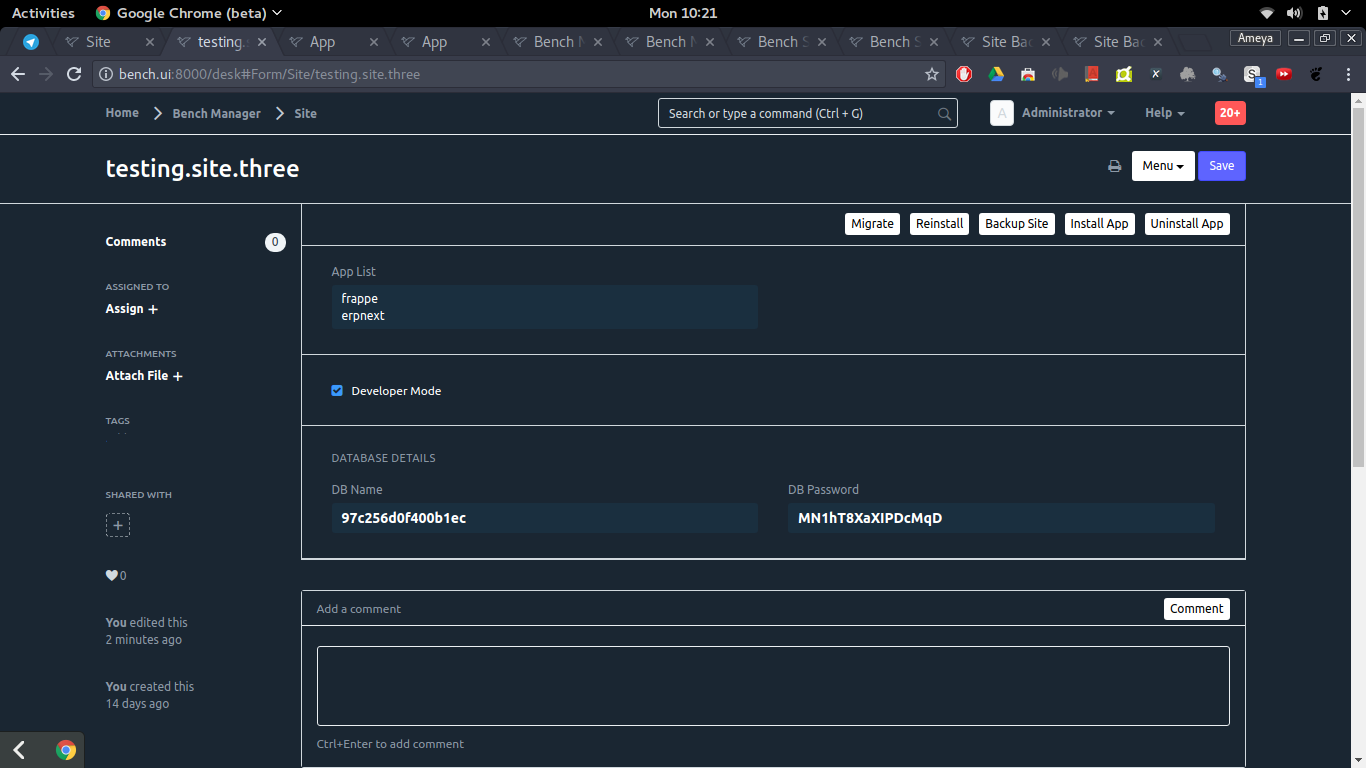 Activities Google Chrome (beta) Mon 10:21
Site testing. App App Bench Bench Bench S Bench S Site Bac Site Bac Ameya
bench.ui:8000/desk#Form/Site/testing.site.three 1
Home Bench Manager Site Search or type a command (Ctrl + G) A Administrator Help 20+
testing.site.three Menu Save
Migrate Reinstall Backup Site Install App Uninstall App
Comments 0
ASSIGNED TO
Assign +
ATTACHMENTS
Attach File +
TAGS
SHARED WITH
+
0
You edited this
2 minutes ago
You created this
14 days ago
App List
frappe
erpnext
Developer Mode
DATABASE DETAILS
DB Name DB Password
97c256d0f400b1ec MN1hT8XaXIPDcMqD
Add a comment Comment
Ctrl+Enter to add comment